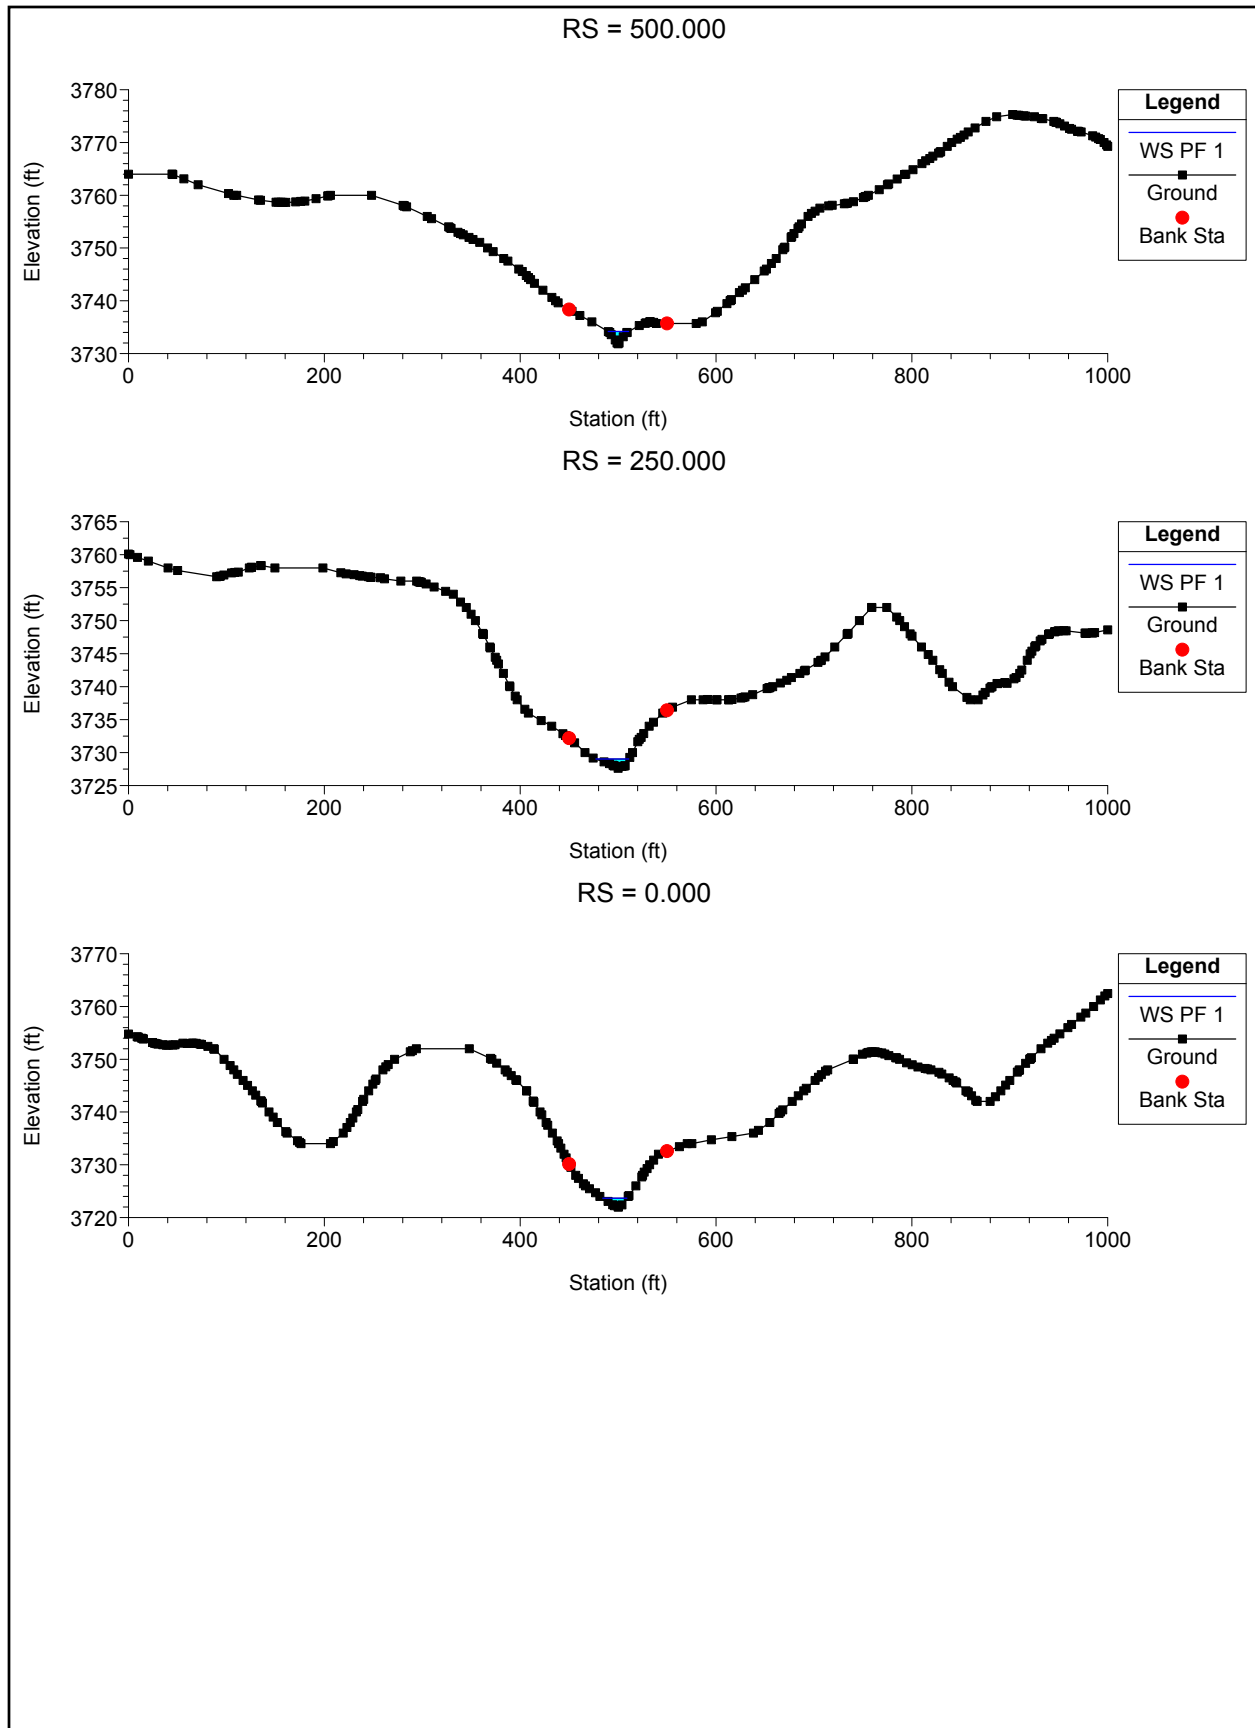 RS = 500.000
3780
3770
3760
3750
3740
3730
Elevation (ft)
0 200 400 600 800 1000
Station (ft)
Legend
WS PF 1
Ground
Bank Sta
RS = 250.000
3765
3760
3755
3750
3745
3740
3735
3730
3725
Elevation (ft)
0 200 400 600 800 1000
Station (ft)
Legend
WS PF 1
Ground
Bank Sta
RS = 0.000
3770
3760
3750
3740
3730
3720
Elevation (ft)
0 200 400 600 800 1000
Station (ft)
Legend
WS PF 1
Ground
Bank Sta